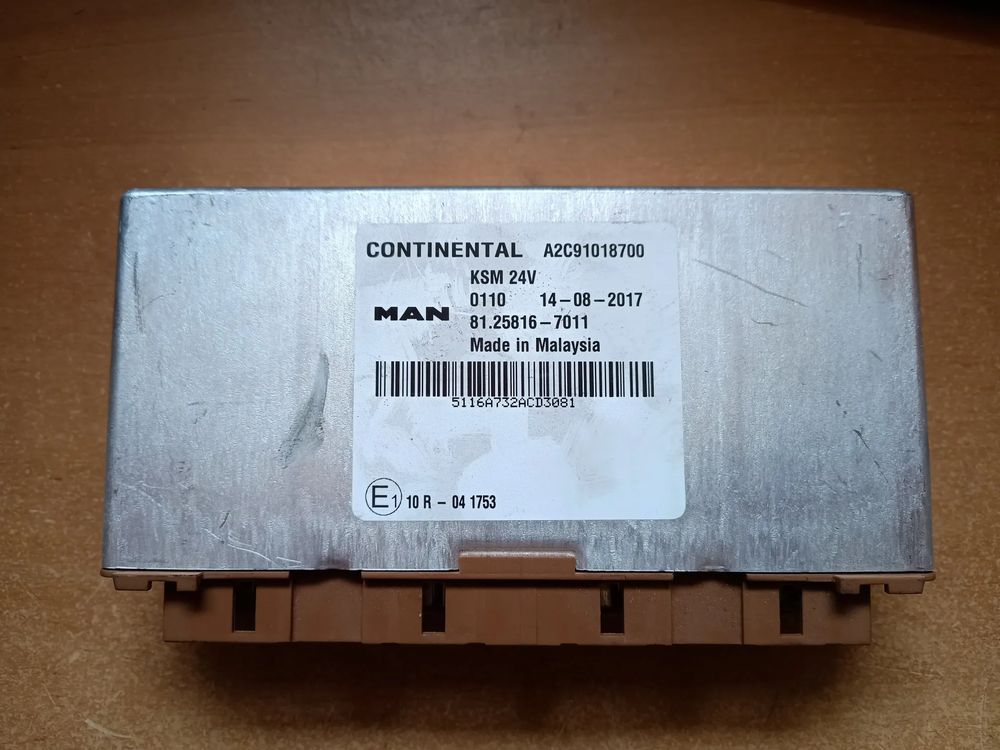 CONTINENTAL A2C91018700
KSM 24V
0110 14-08-2017
MAN 81.25816-7011
Made in Malaysia
5116A732ACD3081
E1 10 R - 04 1753